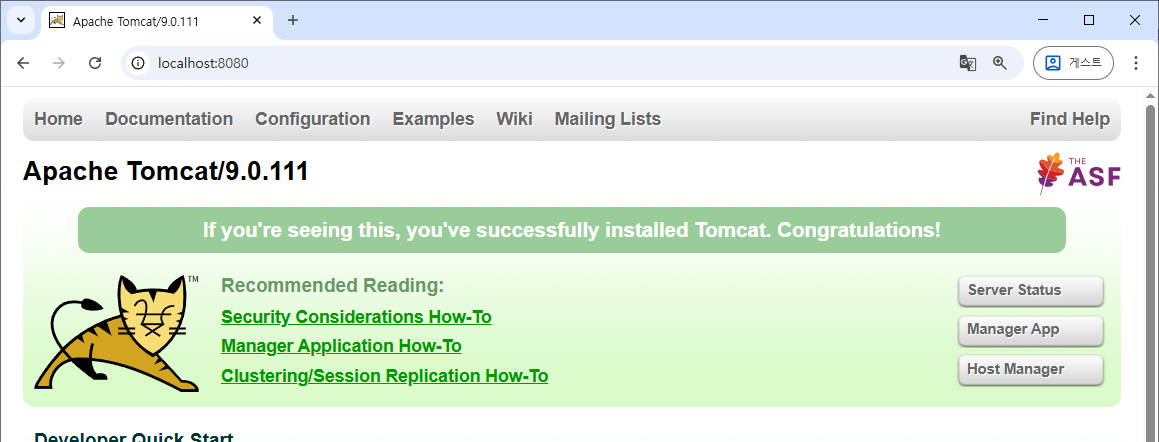 Apache Tomcat/9.0.111
localhost:8080
게스트
Home Documentation Configuration Examples Wiki Mailing Lists Find Help
Apache Tomcat/9.0.111
THE
ASF
If you're seeing this, you've successfully installed Tomcat. Congratulations!
TM
Recommended Reading:
Security Considerations How-To
Manager Application How-To
Clustering/Session Replication How-To
Server Status
Manager App
Host Manager
Developer Quick Start